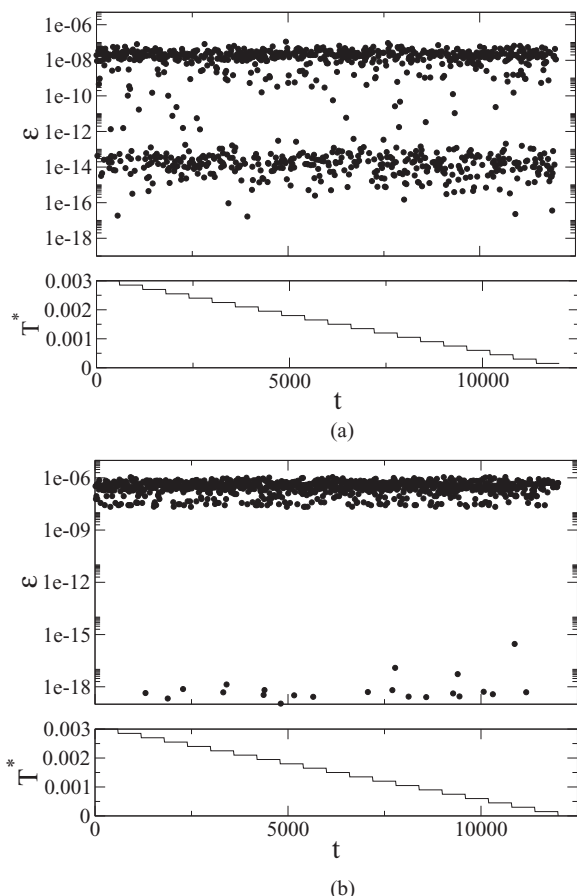 1e-06
1e-08
1e-10
1e-12
1e-14
1e-16
1e-18
ε
0.003
0.002
0.001
0
T*
0 5000 10000
t
(a)
1e-06
1e-09
1e-12
1e-15
1e-18
ε
0.003
0.002
0.001
0
T*
0 5000 10000
t
(b)